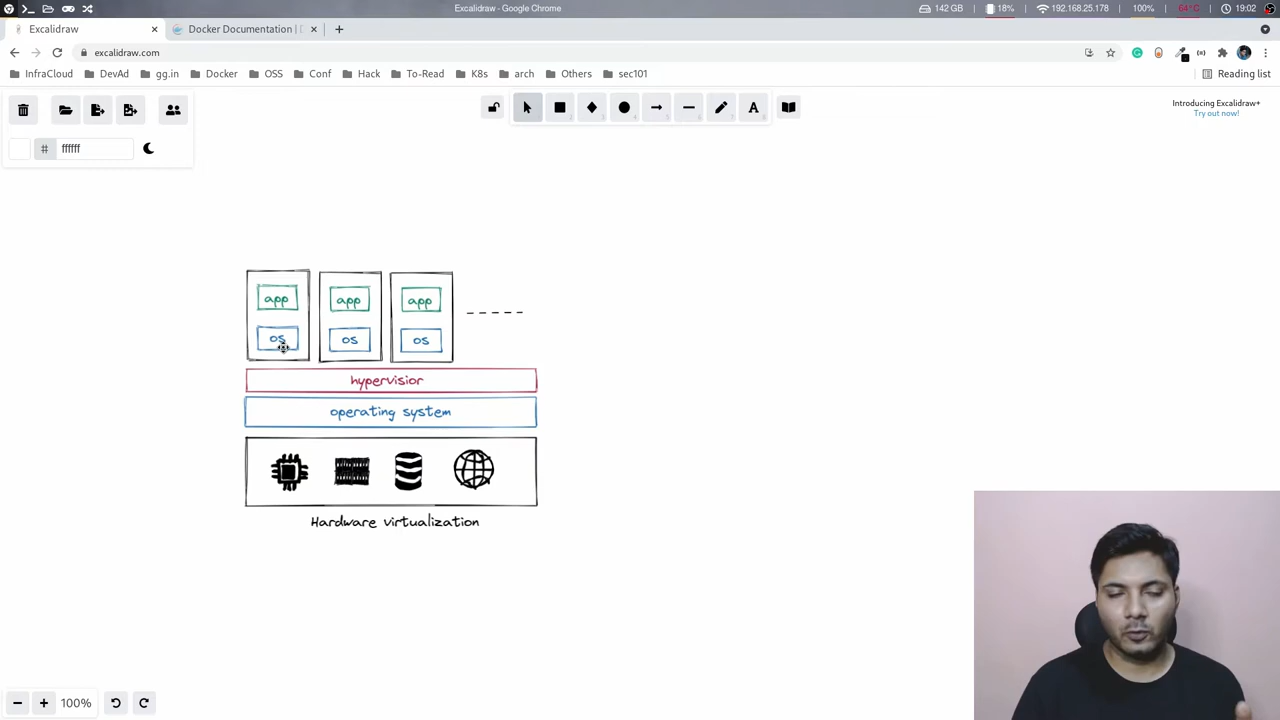 Excalidraw - Google Chrome
142 GB
18%
192.168.25.178
100%
64°C
19:02
Excalidraw
Docker Documentation | D
excalidraw.com
InfraCloud
DevAd
gg.in
Docker
OSS
Conf
Hack
To-Read
K8s
arch
Others
sec101
Reading list
Introducing Excalidraw+
Try out now!
A
# ffffff
app app app
os os os
hypervisior
operating system
Hardware virtualization
100%